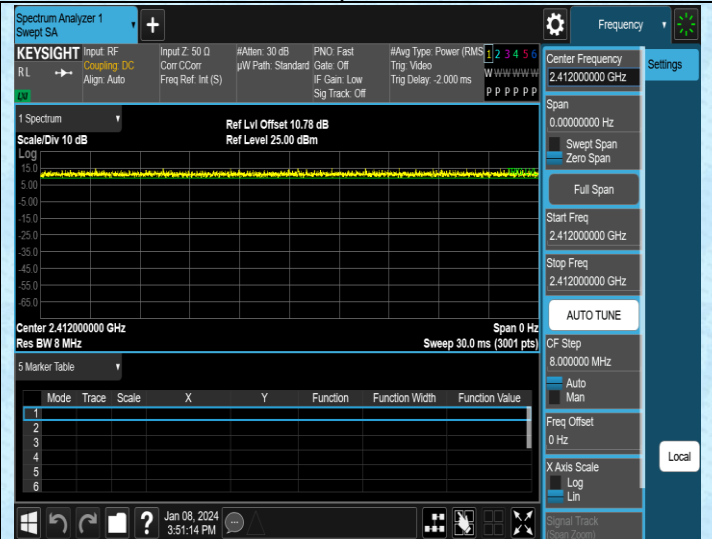 Spectrum Analyzer 1
Swept SA
Frequency
KEYSIGHT
RL
LXI
Input: RF
Coupling: DC
Align: Auto
Input Z: 50 Ω
Corr CCorr
Freq Ref: Int (S)
#Atten: 30 dB
µW Path: Standard
PNO: Fast
Gate: Off
IF Gain: Low
Sig Track: Off
#Avg Type: Power (RMS
Trig: Video
Trig Delay: -2.000 ms
1 2 3 4 5 6
W W W W W W
P P P P P P
Center Frequency
2.412000000 GHz
Settings
Span
0.00000000 Hz
Swept Span
Zero Span
Full Span
Start Freq
2.412000000 GHz
Stop Freq
2.412000000 GHz
AUTO TUNE
CF Step
8.000000 MHz
Auto
Man
Freq Offset
0 Hz
X Axis Scale
Log
Lin
Signal Track
(Span Zoom)
Local
1 Spectrum
Scale/Div 10 dB
Ref Lvl Offset 10.78 dB
Ref Level 25.00 dBm
Log
15.0
5.00
-5.00
-15.0
-25.0
-35.0
-45.0
-55.0
-65.0
Center 2.412000000 GHz
Span 0 Hz
Res BW 8 MHz
Sweep 30.0 ms (3001 pts)
5 Marker Table
Mode Trace Scale X Y Function Function Width Function Value
1
2
3
4
5
6
?
Jan 08, 2024
3:51:14 PM